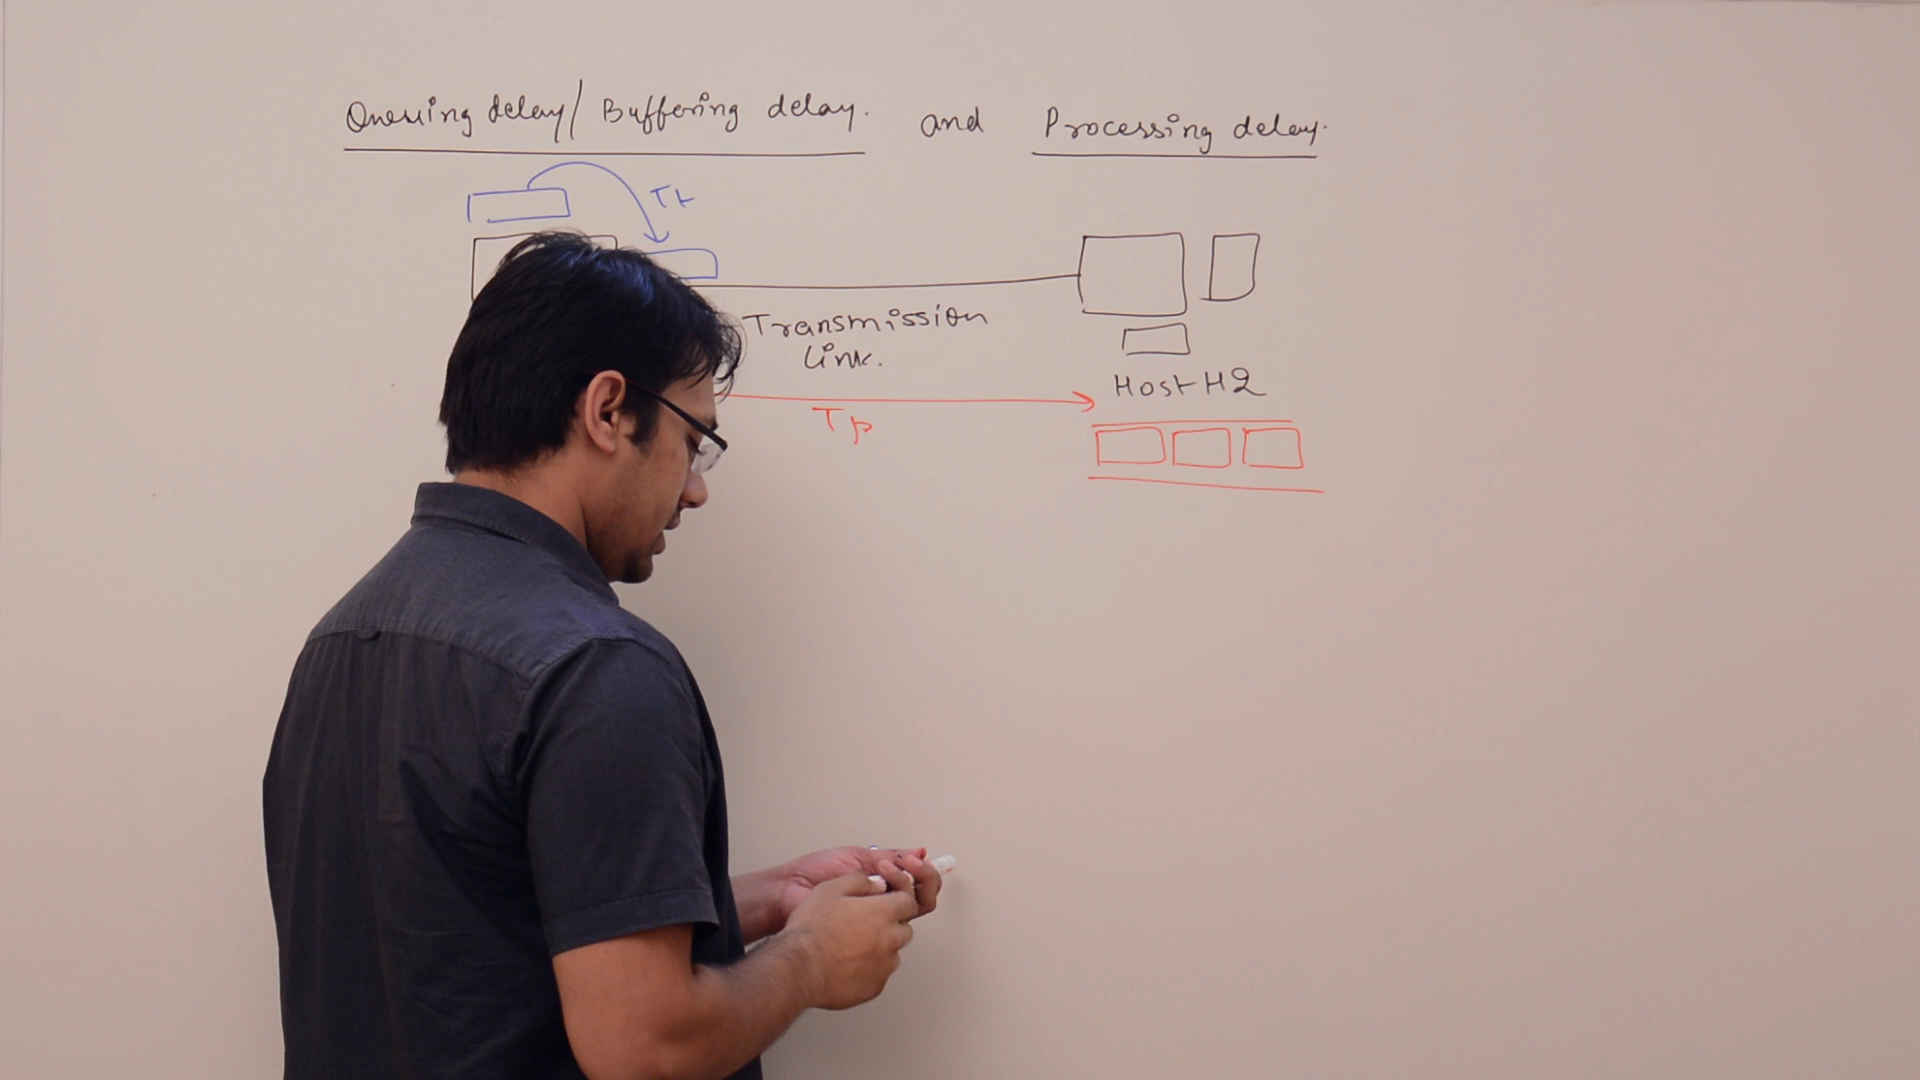 Queuing delay/ Buffering delay. and Processing delay.
Tt
Transmission
Link.
Host H2
Tp